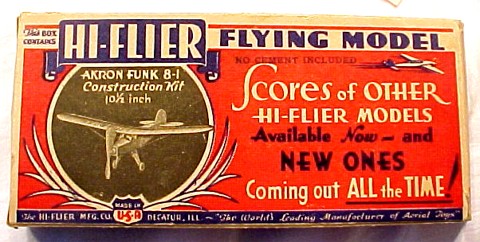 This BOX CONTAINS
HI-FLIER FLYING MODEL
NO CEMENT INCLUDED
AKRON FUNK B-1
Construction Kit
10½ inch
Scores of OTHER
HI-FLIER MODELS
Available Now — and
NEW ONES
Coming out ALL the TIME!
MADE IN
U·S·A
The HI-FLIER MFG. CO. DECATUR, ILL. — "The World's Leading Manufacturer of Aerial Toys"